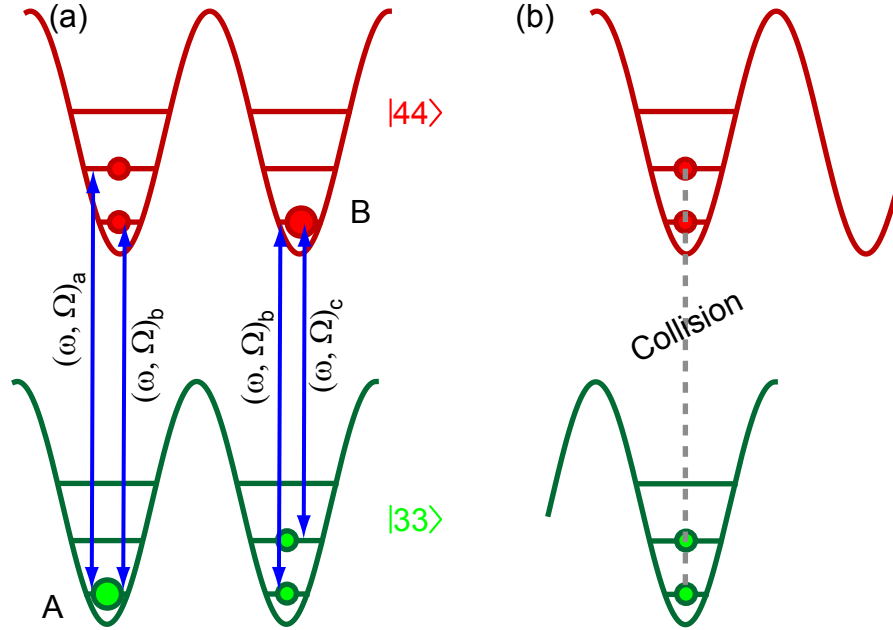 (a)
(b)
|44⟩
B
(ω, Ω)a
(ω, Ω)b
(ω, Ω)b
(ω, Ω)c
Collision
|33⟩
A